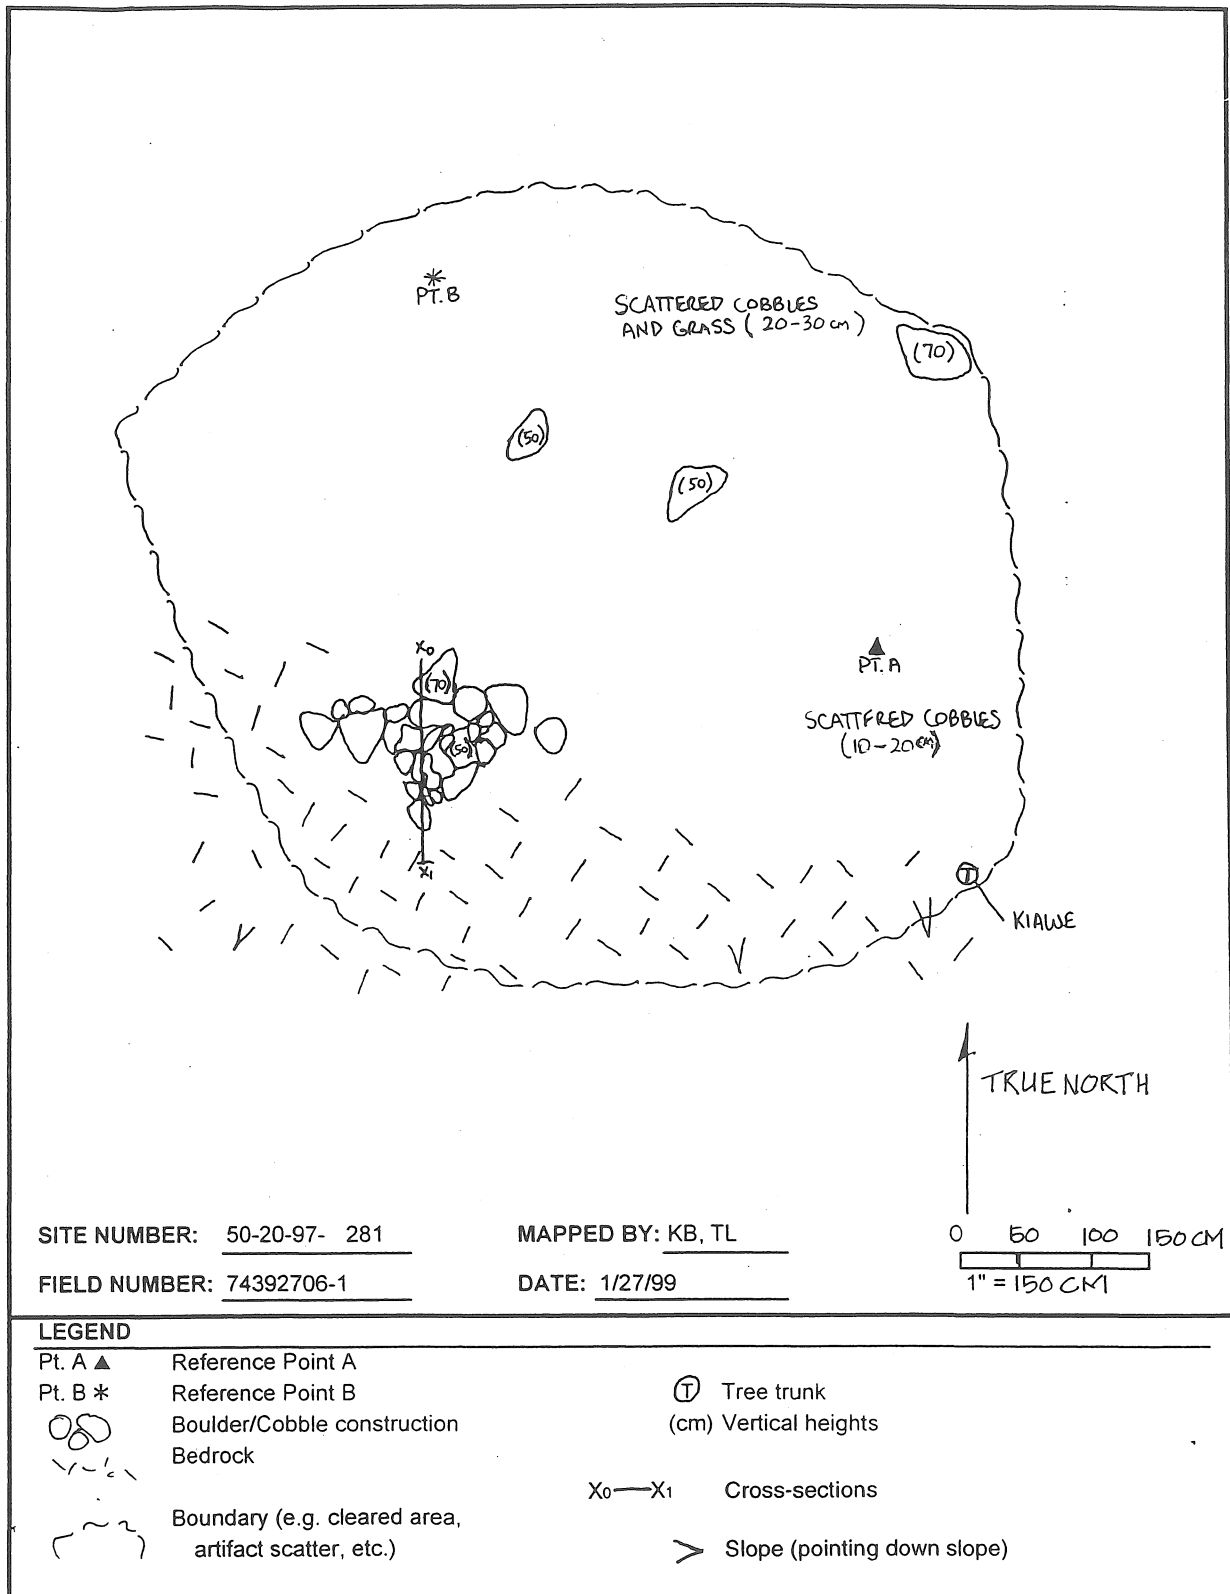 PT. B
SCATTERED COBBLES
AND GRASS (20-30 cm)
(70)
(50)
(50)
X0
(70)
PT. A
SCATTERED COBBLES
(10-20 cm)
(50)
X1
T
KIAWE
TRUE NORTH
SITE NUMBER: 50-20-97- 281
MAPPED BY: KB, TL
0 50 100 150 CM
FIELD NUMBER: 74392706-1
DATE: 1/27/99
1" = 150 CM
LEGEND
Pt. A ▲ Reference Point A
Pt. B * Reference Point B
T Tree trunk
Boulder/Cobble construction
(cm) Vertical heights
Bedrock
X0—X1 Cross-sections
Boundary (e.g. cleared area,
artifact scatter, etc.)
> Slope (pointing down slope)